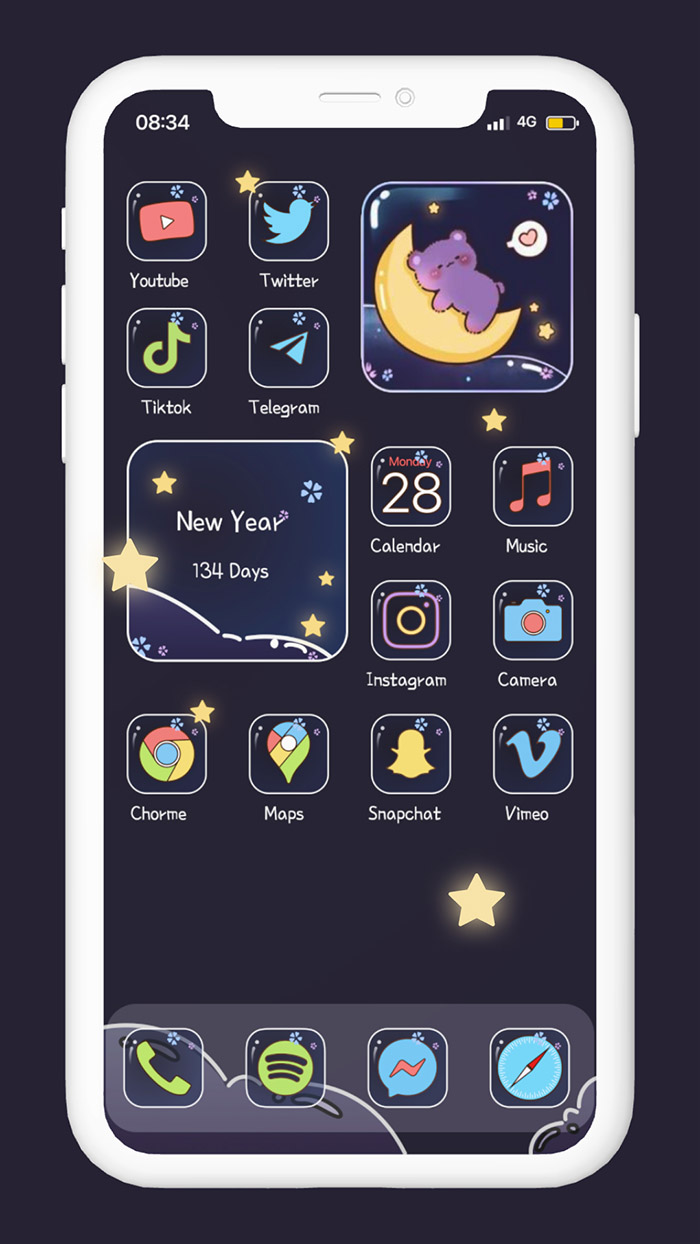 08:34
4G
Youtube
Twitter
Tiktok
Telegram
New Year
134 Days
Monday
28
Calendar
Music
Instagram
Camera
Chorme
Maps
Snapchat
Vimeo